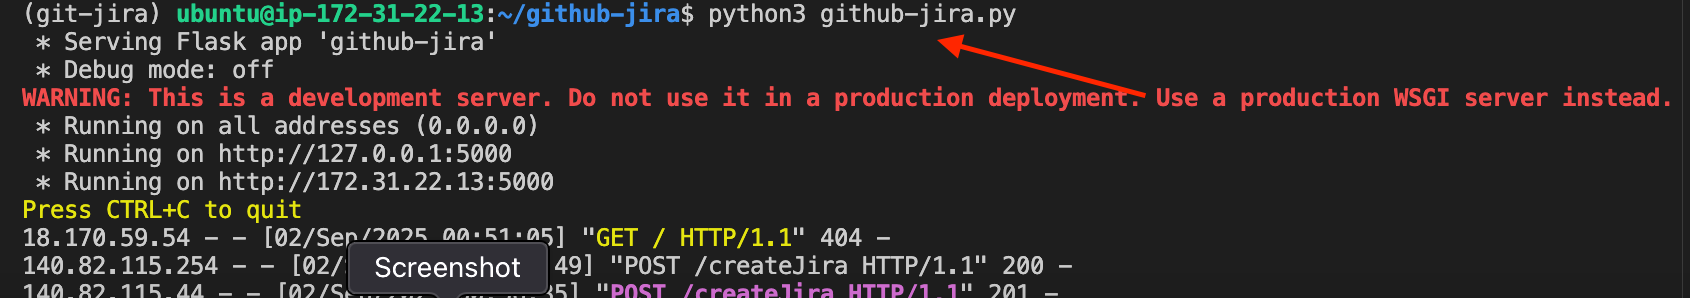 (git-jira) ubuntu@ip-172-31-22-13:~/github-jira$ python3 github-jira.py
 * Serving Flask app 'github-jira'
 * Debug mode: off
WARNING: This is a development server. Do not use it in a production deployment. Use a production WSGI server instead.
 * Running on all addresses (0.0.0.0)
 * Running on http://127.0.0.1:5000
 * Running on http://172.31.22.13:5000
Press CTRL+C to quit
18.170.59.54 - - [02/Sep/2025 00:51:05] "GET / HTTP/1.1" 404 -
140.82.115.254 - - [02/ 49] "POST /createJira HTTP/1.1" 200 -
Screenshot
140.82.115.44 - - [02/Sep 35] "POST /createJira HTTP/1.1" 201 -